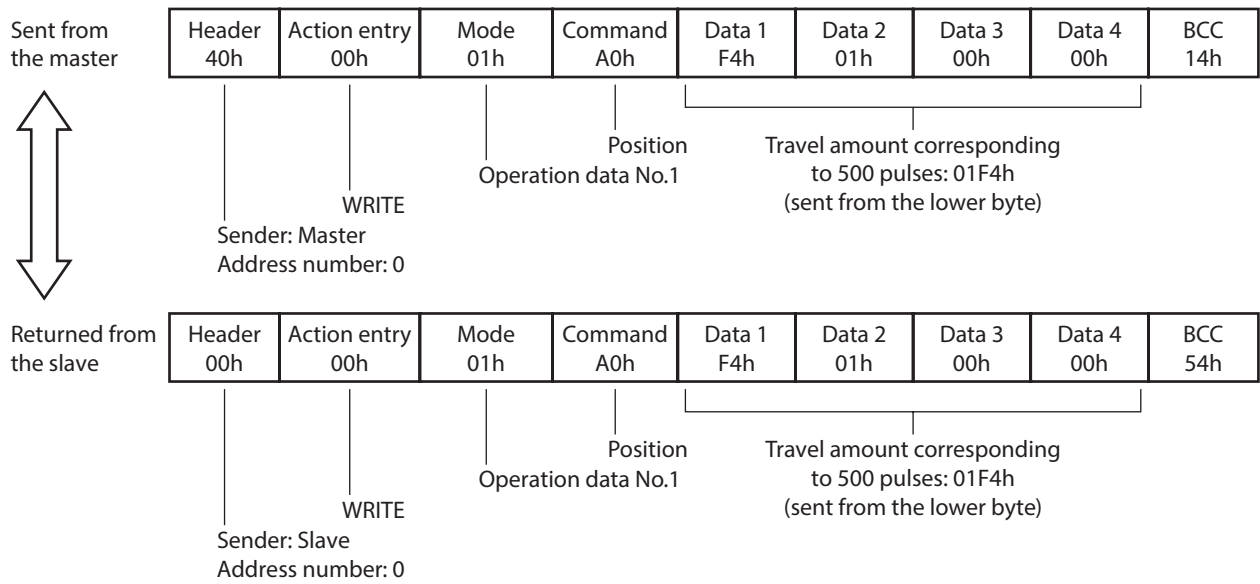 Sent from
the master
Header Action entry Mode Command Data 1 Data 2 Data 3 Data 4 BCC
40h 00h 01h A0h F4h 01h 00h 00h 14h
Position
Operation data No.1
WRITE
Sender: Master
Address number: 0
Travel amount corresponding
to 500 pulses: 01F4h
(sent from the lower byte)
Returned from
the slave
Header Action entry Mode Command Data 1 Data 2 Data 3 Data 4 BCC
00h 00h 01h A0h F4h 01h 00h 00h 54h
Position
Operation data No.1
WRITE
Sender: Slave
Address number: 0
Travel amount corresponding
to 500 pulses: 01F4h
(sent from the lower byte)